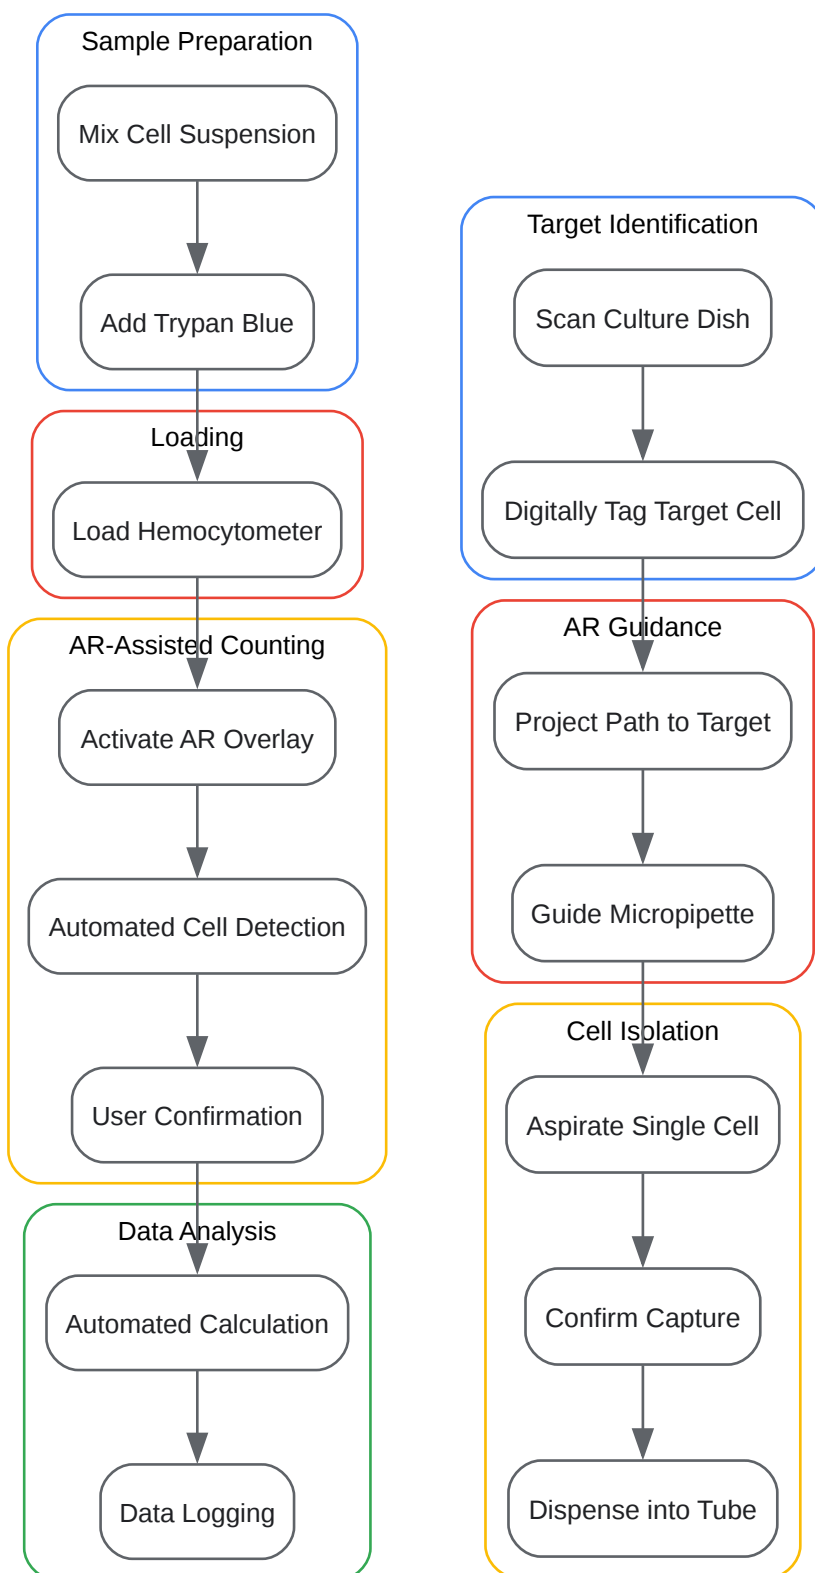 Sample Preparation
Mix Cell Suspension
Add Trypan Blue
Loading
Load Hemocytometer
AR-Assisted Counting
Activate AR Overlay
Automated Cell Detection
User Confirmation
Data Analysis
Automated Calculation
Data Logging
Target Identification
Scan Culture Dish
Digitally Tag Target Cell
AR Guidance
Project Path to Target
Guide Micropipette
Cell Isolation
Aspirate Single Cell
Confirm Capture
Dispense into Tube